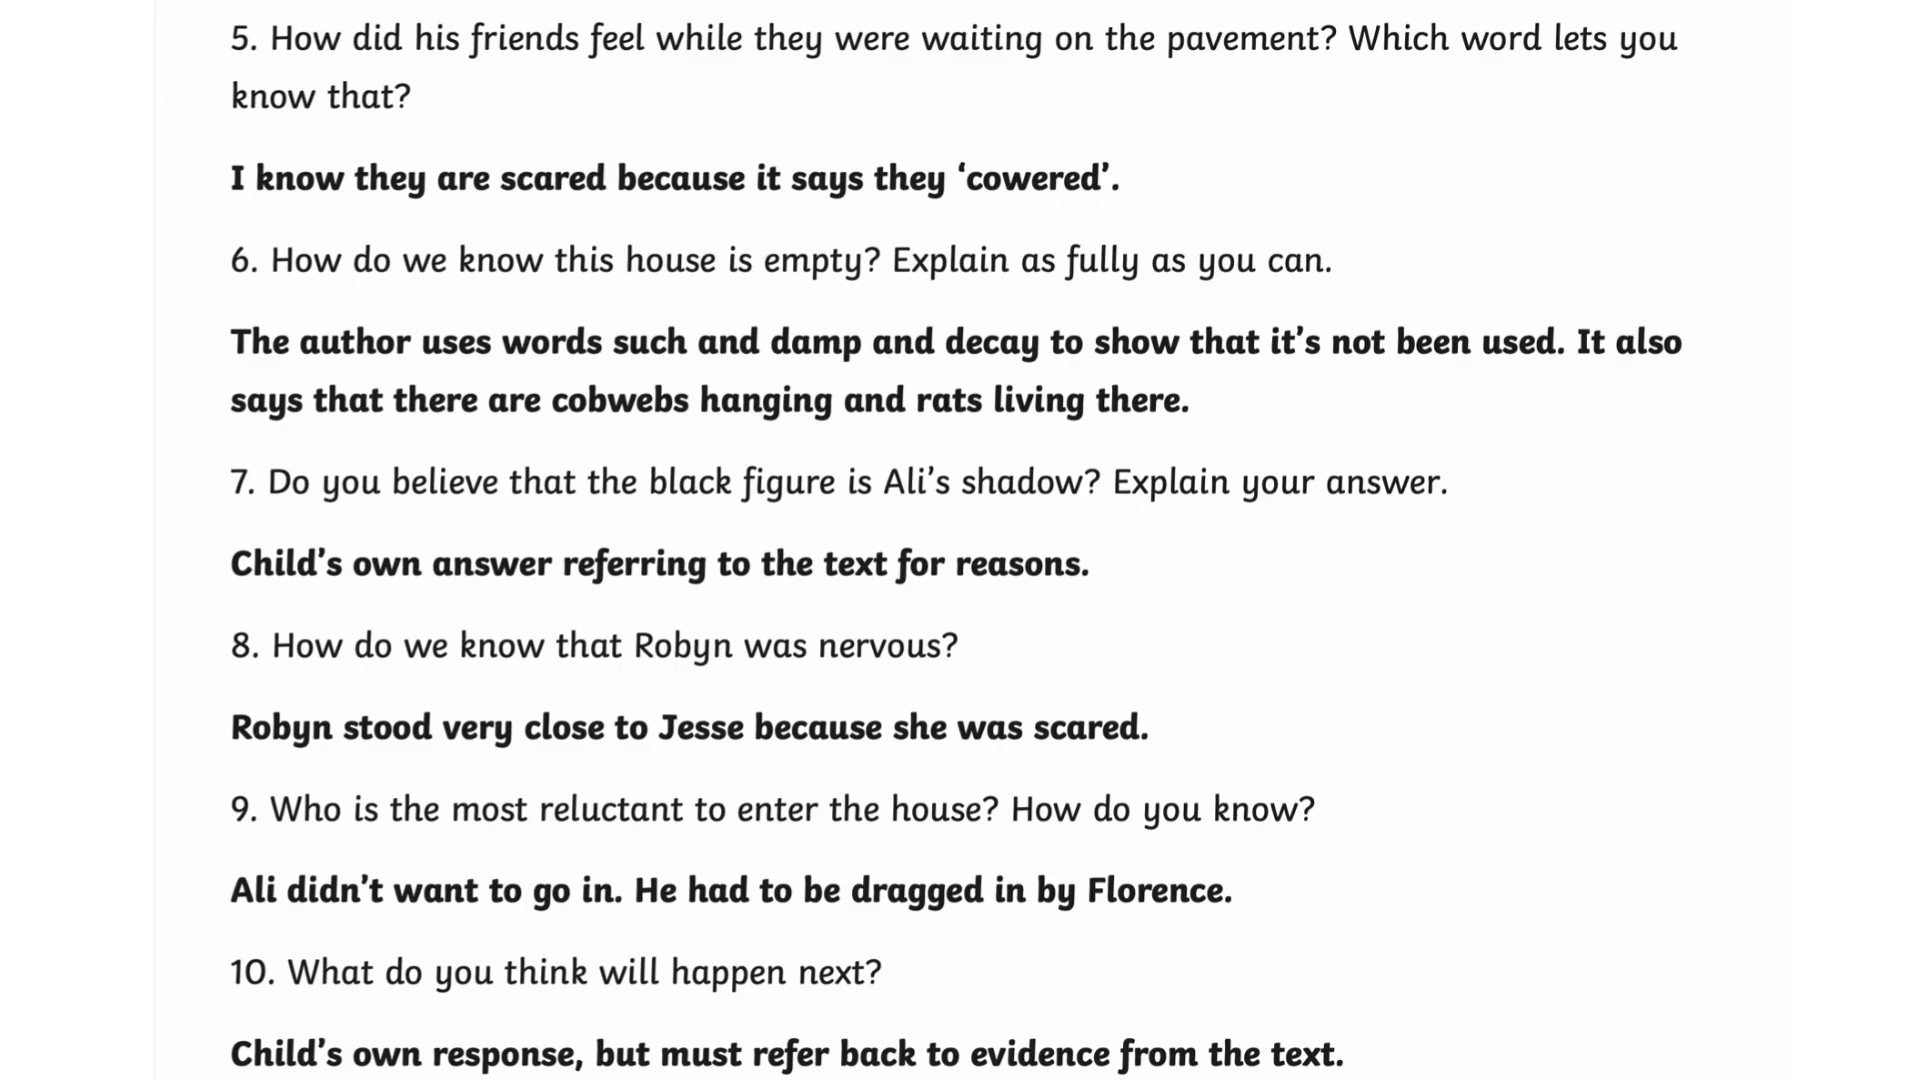 5. How did his friends feel while they were waiting on the pavement? Which word lets you
know that?
I know they are scared because it says they ‘cowered’.
6. How do we know this house is empty? Explain as fully as you can.
The author uses words such and damp and decay to show that it’s not been used. It also
says that there are cobwebs hanging and rats living there.
7. Do you believe that the black figure is Ali’s shadow? Explain your answer.
Child’s own answer referring to the text for reasons.
8. How do we know that Robyn was nervous?
Robyn stood very close to Jesse because she was scared.
9. Who is the most reluctant to enter the house? How do you know?
Ali didn’t want to go in. He had to be dragged in by Florence.
10. What do you think will happen next?
Child’s own response, but must refer back to evidence from the text.